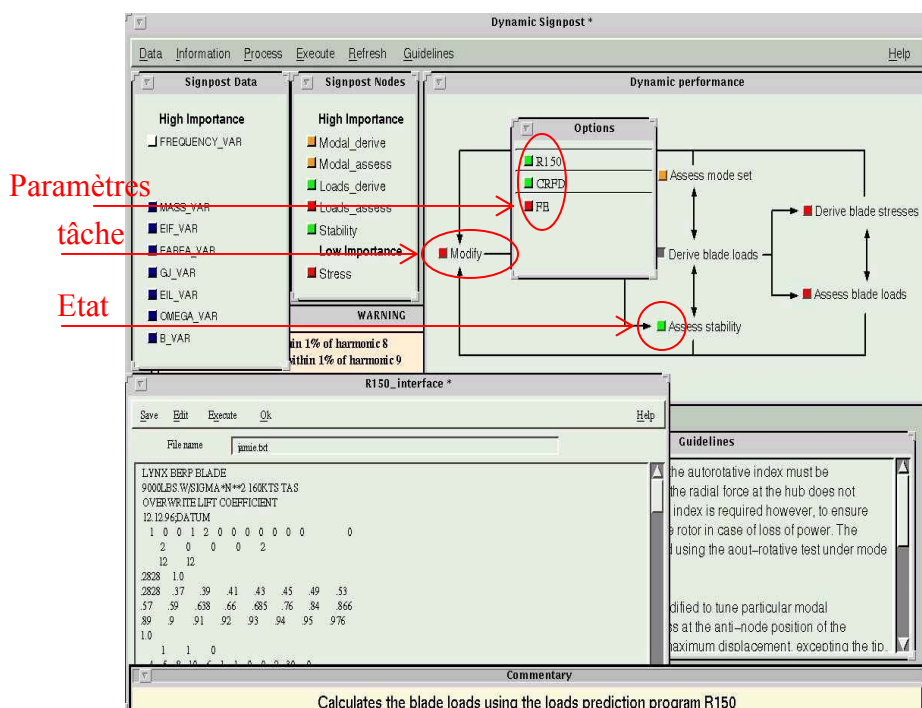 Dynamic Signpost *
Data Information Process Execute Refresh Guidelines Help
Signpost Data
High Importance
FREQUENCY_VAR
MASS_VAR
EIF_VAR
EAREA_VAR
GJ_VAR
EIL_VAR
OMEGA_VAR
B_VAR
Signpost Nodes
High Importance
Modal_derive
Modal_assess
Loads_derive
Loads_assess
Stability
Low Importance
Stress
Dynamic performance
Options
R150
CRFD
FE
Assess mode set
Derive blade stresses
Modify
Derive blade loads
Assess blade loads
Assess stability
Paramètres
tâche
Etat
WARNING
in 1% of harmonic 8
within 1% of harmonic 9
R150_interface *
Save Edit Execute Ok Help
File name jamie.txt
LYNX BERP BLADE
9000LBS.W/SIGMA*N**2 160KTS TAS
OVERWRITE LIFT COEFFICIENT
12.12.96;DATUM
1 0 0 1 2 0 0 0 0 0 0 0 0
2 0 0 0 2
12 12
.2828 1.0
.2828 .37 .39 .41 .43 .45 .49 .53
.57 .59 .638 .66 .685 .76 .84 .866
.89 .9 .91 .92 .93 .94 .95 .976
1.0
1 1 0
Guidelines
he autorotative index must be
the radial force at the hub does not
index is required however, to ensure
e rotor in case of loss of power. The
d using the aout-rotative test under mode
dified to tune particular modal
ss at the anti-node position of the
maximum displacement, excepting the tip.
Commentary
Calculates the blade loads using the loads prediction program R150